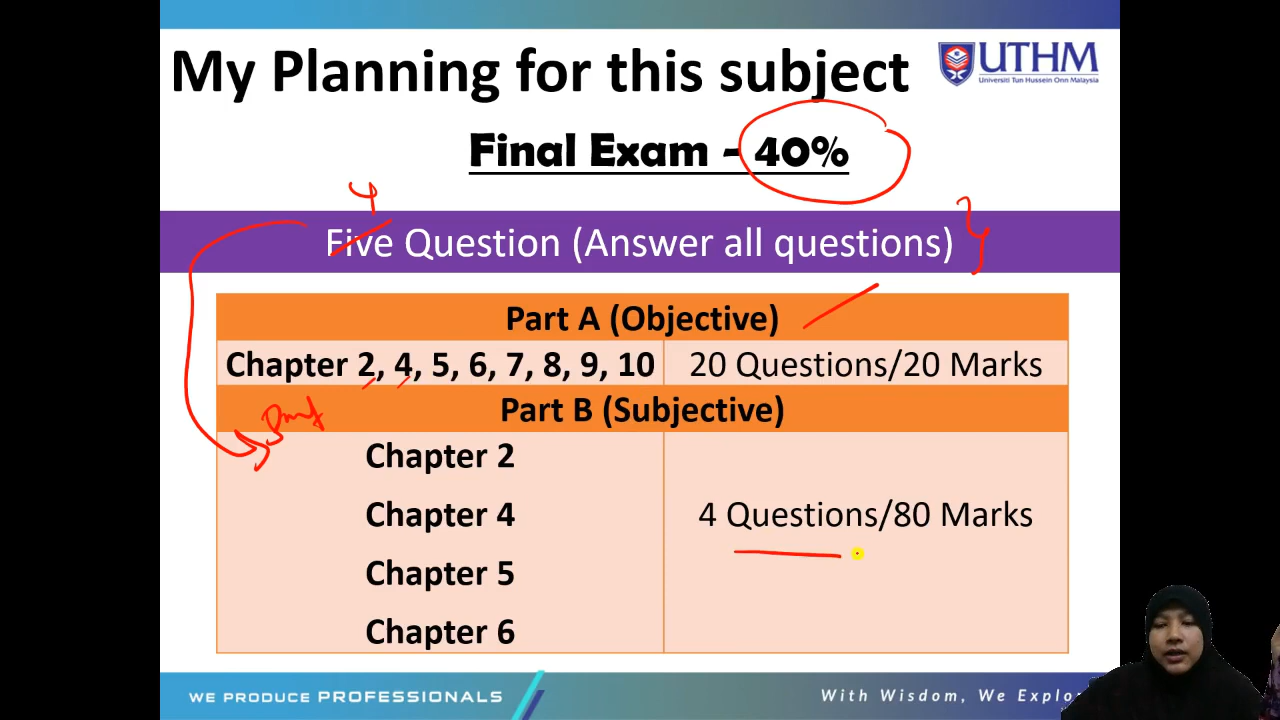 My Planning for this subject
UTHM
Universiti Tun Hussein Onn Malaysia
Final Exam - 40%
4
Five Question (Answer all questions)
Part A (Objective)
Chapter 2, 4, 5, 6, 7, 8, 9, 10 20 Questions/20 Marks
Part B (Subjective)
Chapter 2
Chapter 4 4 Questions/80 Marks
Chapter 5
Chapter 6
WE PRODUCE PROFESSIONALS
With Wisdom, We Explo